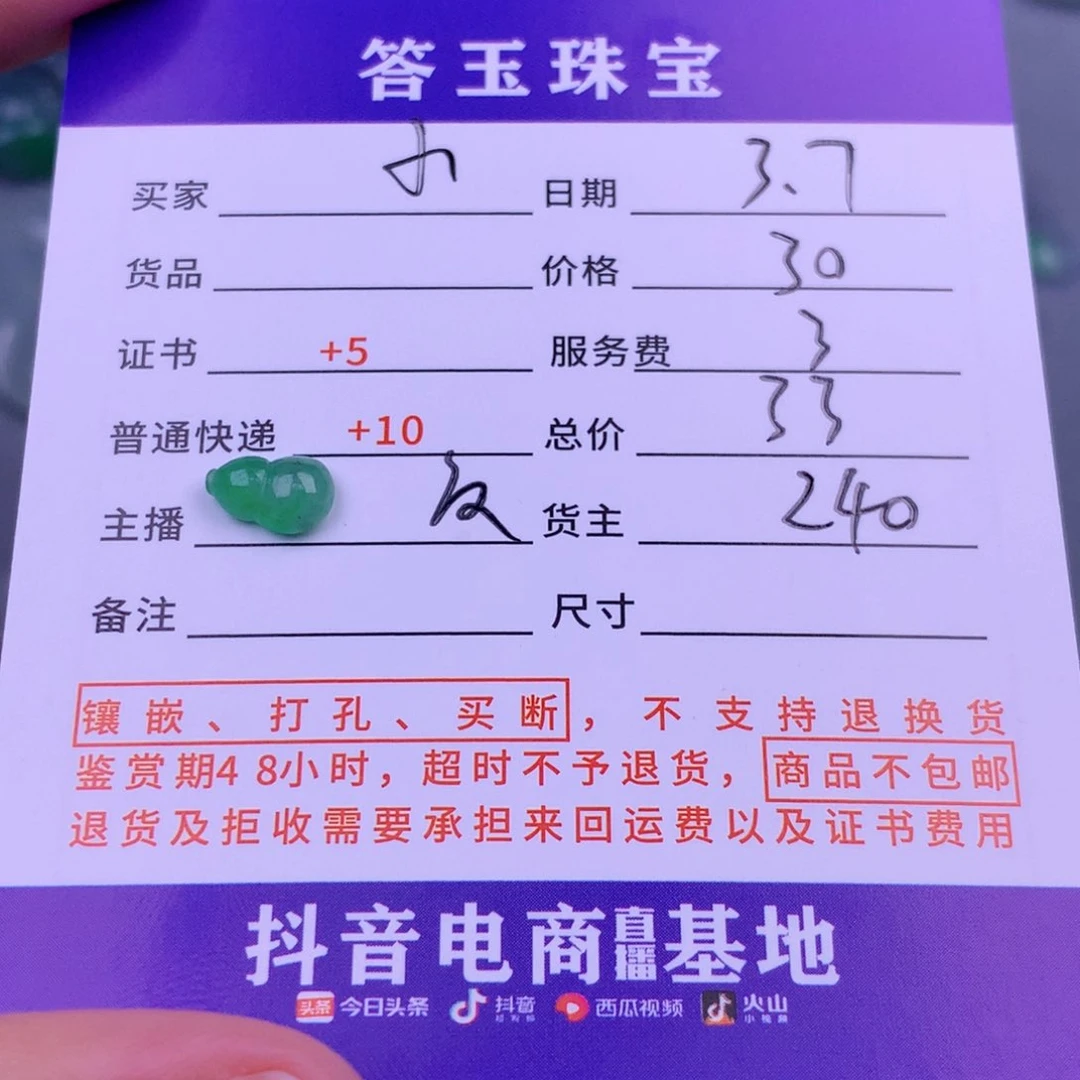 答玉珠宝
买家 小 日期 3.7
货品 价格 30
证书 +5 服务费 3
普通快递 +10 总价 33
主播 货主 240
备注 尺寸
镶嵌、打孔、买断，不支持退换货
鉴赏期48小时，超时不予退货，商品不包邮
退货及拒收需要承担来回运费以及证书费用
抖音电商直播基地
头条 今日头条 抖音 西瓜视频 火山小视频